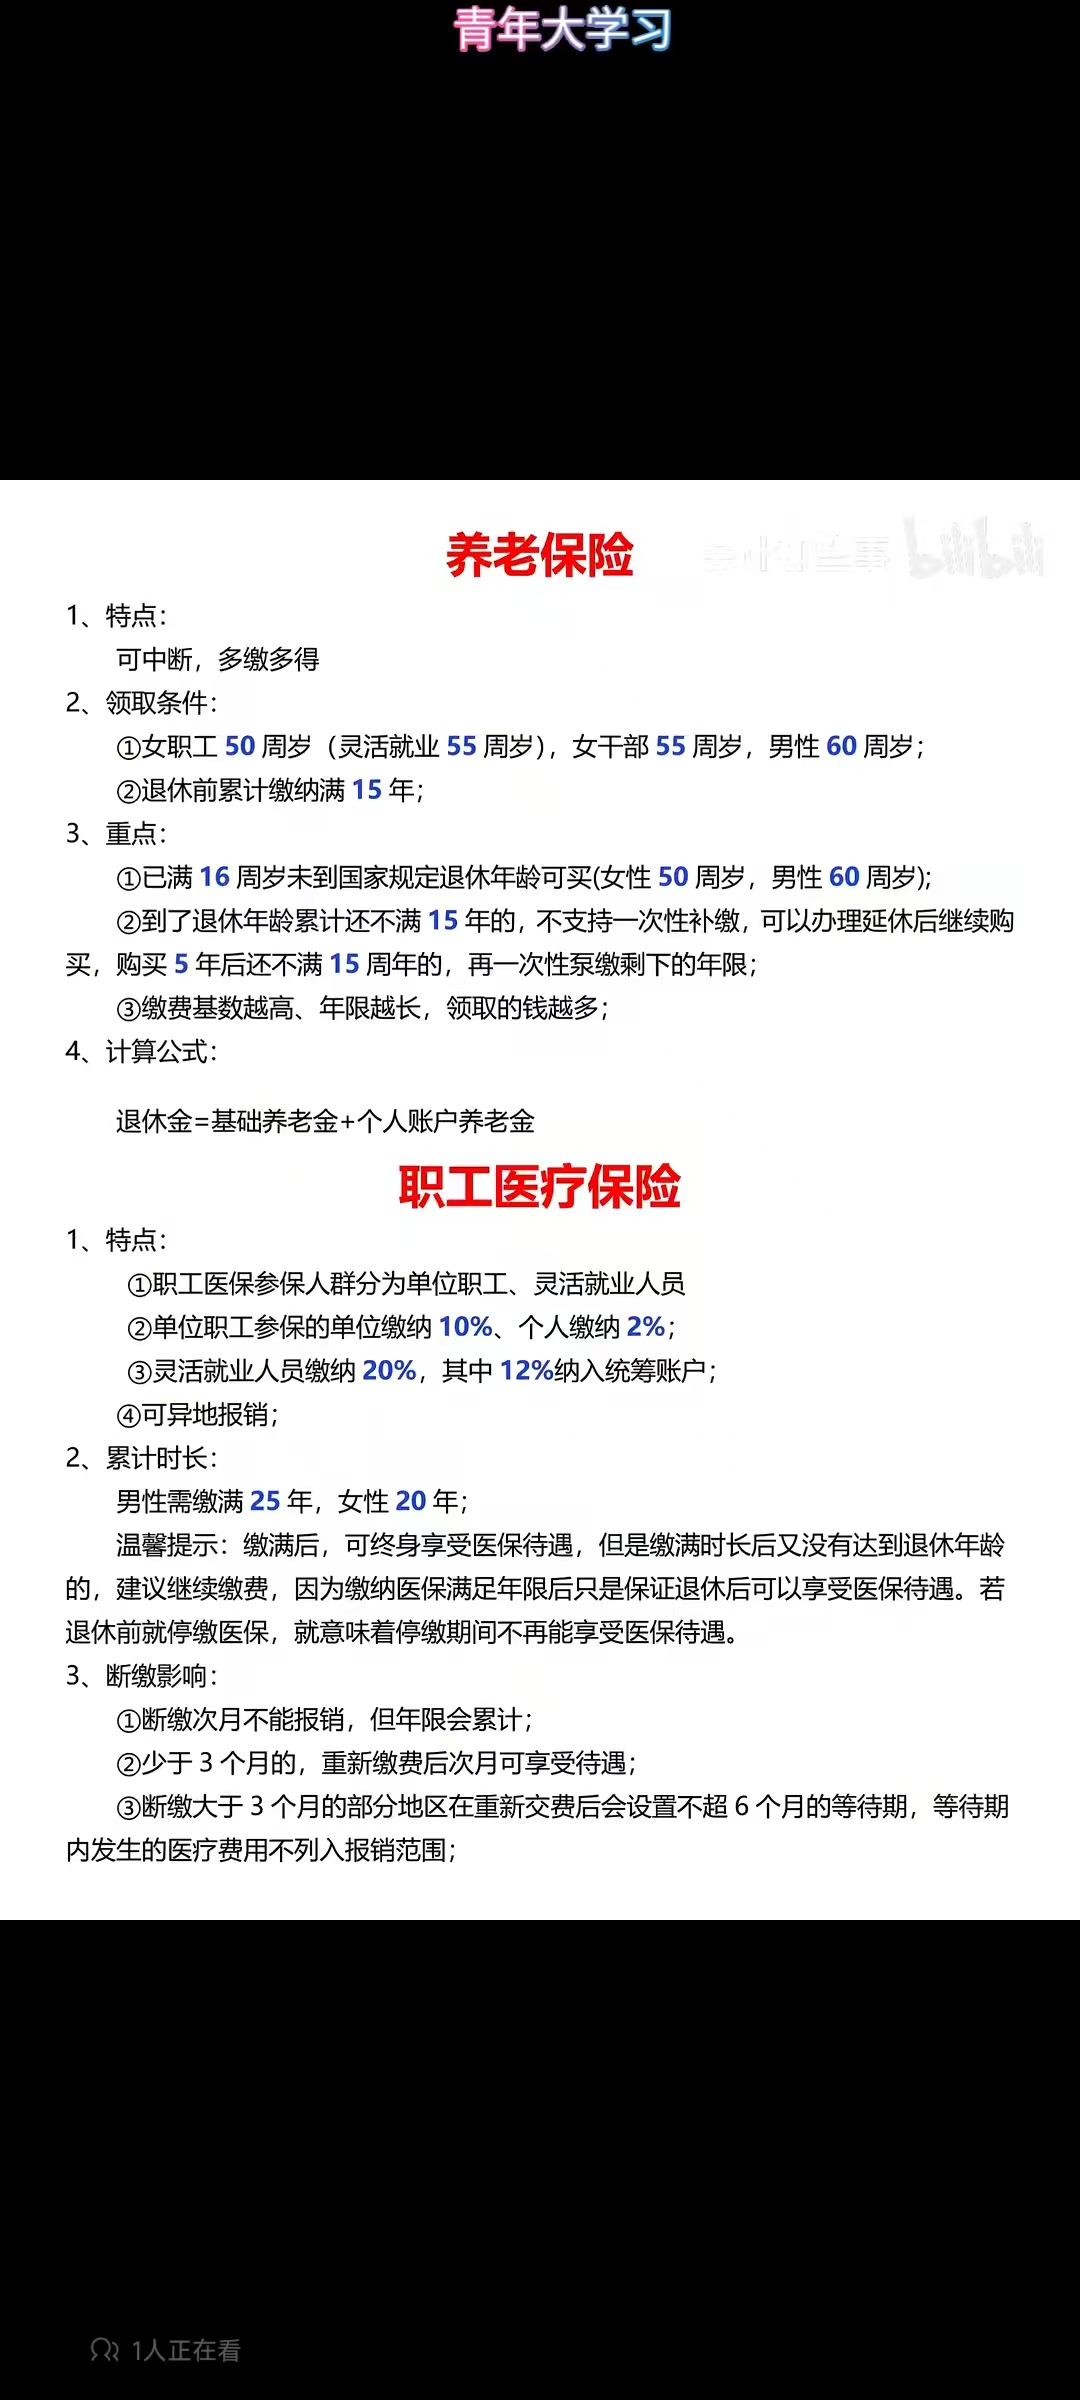 青年大学习
养老保险
bilibili
1、特点：
可中断，多缴多得
2、领取条件：
①女职工 50 周岁（灵活就业 55 周岁），女干部 55 周岁，男性 60 周岁；
②退休前累计缴纳满 15 年；
3、重点：
①已满 16 周岁未到国家规定退休年龄可买(女性 50 周岁，男性 60 周岁);
②到了退休年龄累计还不满 15 年的，不支持一次性补缴，可以办理延休后继续购
买，购买 5 年后还不满 15 周年的，再一次性泵缴剩下的年限；
③缴费基数越高、年限越长，领取的钱越多；
4、计算公式：
退休金=基础养老金+个人账户养老金
职工医疗保险
1、特点：
①职工医保参保人群分为单位职工、灵活就业人员
②单位职工参保的单位缴纳 10%、个人缴纳 2%；
③灵活就业人员缴纳 20%，其中 12%纳入统筹账户；
④可异地报销；
2、累计时长：
男性需缴满 25 年，女性 20 年；
温馨提示：缴满后，可终身享受医保待遇，但是缴满时长后又没有达到退休年龄
的，建议继续缴费，因为缴纳医保满足年限后只是保证退休后可以享受医保待遇。若
退休前就停缴医保，就意味着停缴期间不再能享受医保待遇。
3、断缴影响：
①断缴次月不能报销，但年限会累计；
②少于 3 个月的，重新缴费后次月可享受待遇；
③断缴大于 3 个月的部分地区在重新交费后会设置不超 6 个月的等待期，等待期
内发生的医疗费用不列入报销范围；
1人正在看